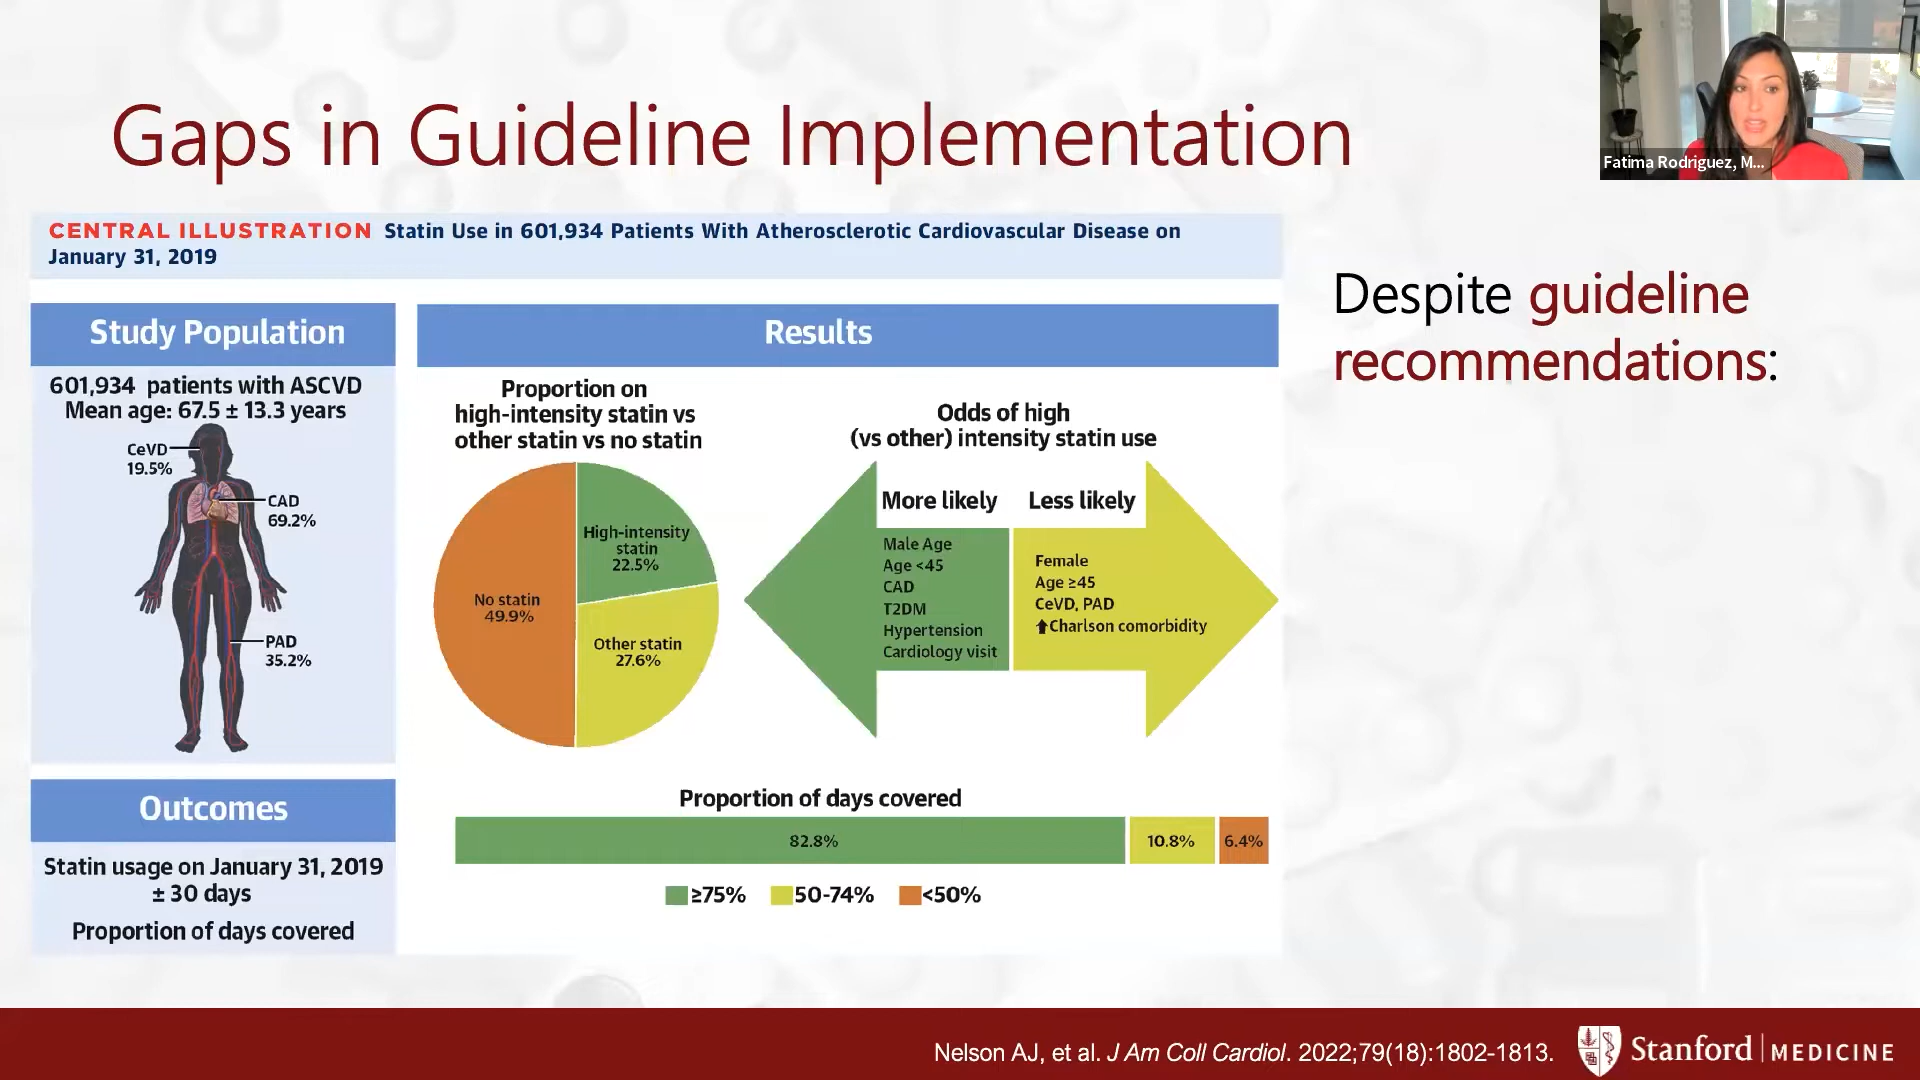 Gaps in Guideline Implementation
Fatima Rodriguez, M...
CENTRAL ILLUSTRATION Statin Use in 601,934 Patients With Atherosclerotic Cardiovascular Disease on
January 31, 2019
Despite guideline
recommendations:
Study Population
601,934 patients with ASCVD
Mean age: 67.5 ± 13.3 years
CeVD
19.5%
CAD
69.2%
PAD
35.2%
Outcomes
Statin usage on January 31, 2019
± 30 days
Proportion of days covered
Results
Proportion on
high-intensity statin vs
other statin vs no statin
High-intensity
statin
22.5%
No statin
49.9%
Other statin
27.6%
Odds of high
(vs other) intensity statin use
More likely
Male Age
Age <45
CAD
T2DM
Hypertension
Cardiology visit
Less likely
Female
Age ≥45
CeVD, PAD
⬆Charlson comorbidity
Proportion of days covered
82.8%
10.8%
6.4%
≥75%
50-74%
<50%
Nelson AJ, et al. J Am Coll Cardiol. 2022;79(18):1802-1813.
Stanford MEDICINE